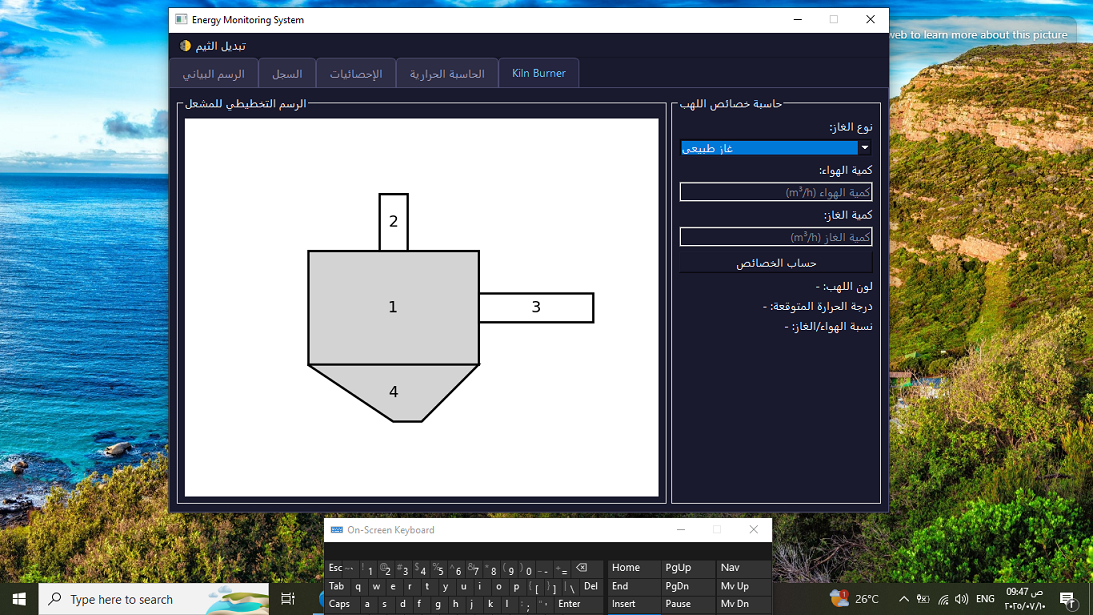 Energy Monitoring System
web to learn more about this picture
تبديل الثيم
الرسم البياني
السجل
الإحصائيات
الحاسبة الحرارية
Kiln Burner
الرسم التخطيطي للمشعل
2
1
3
4
حاسبة خصائص اللهب
نوع الغاز:
غاز طبيعي
كمية الهواء:
كمية الهواء (m³/h)
كمية الغاز:
كمية الغاز (m³/h)
حساب الخصائص
لون اللهب: -
درجة الحرارة المتوقعة: -
نسبة الهواء/الغاز: -
On-Screen Keyboard
Esc ~` ! 1 @ 2 # 3 $ 4 % 5 ^ 6 & 7 * 8 ( 9 ) 0 _ - + = Home PgUp Nav
Tab q w e r t y u i o p { [ } ] | \ Del End PgDn Mv Up
Caps a s d f g h j k l : ; " ' Enter Insert Pause Mv Dn
Type here to search
26°C
ENG
09:47 ص
٢٠٢٥/٠٧/١٠